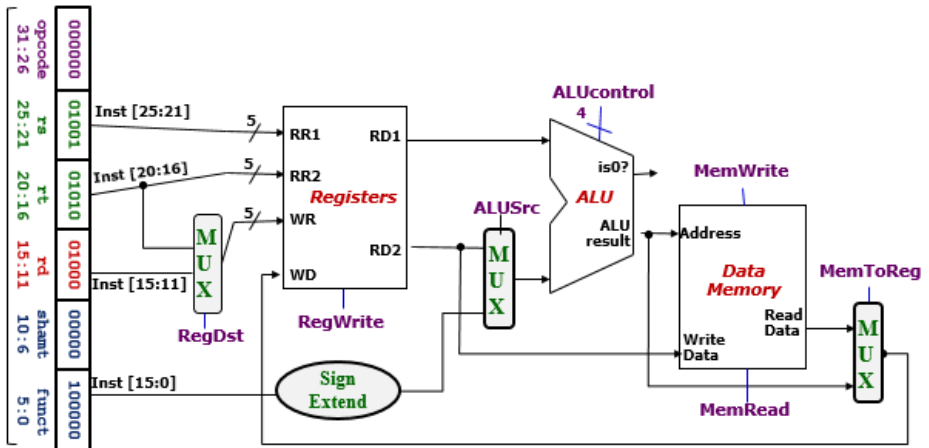 opcode
31:26
000000
rs
25:21
01001
rt
20:16
01010
rd
15:11
01000
shamt
10:6
00000
funct
5:0
100000
Inst [25:21]
5
Inst [20:16]
5
5
Inst [15:11]
MUX
RegDst
RR1
RR2
WR
WD
Registers
RD1
RD2
RegWrite
Inst [15:0]
Sign
Extend
ALUSrc
MUX
ALUcontrol
4
is0?
ALU
ALU
result
MemWrite
Address
Data
Memory
Read
Data
Write
Data
MemRead
MemToReg
MUX